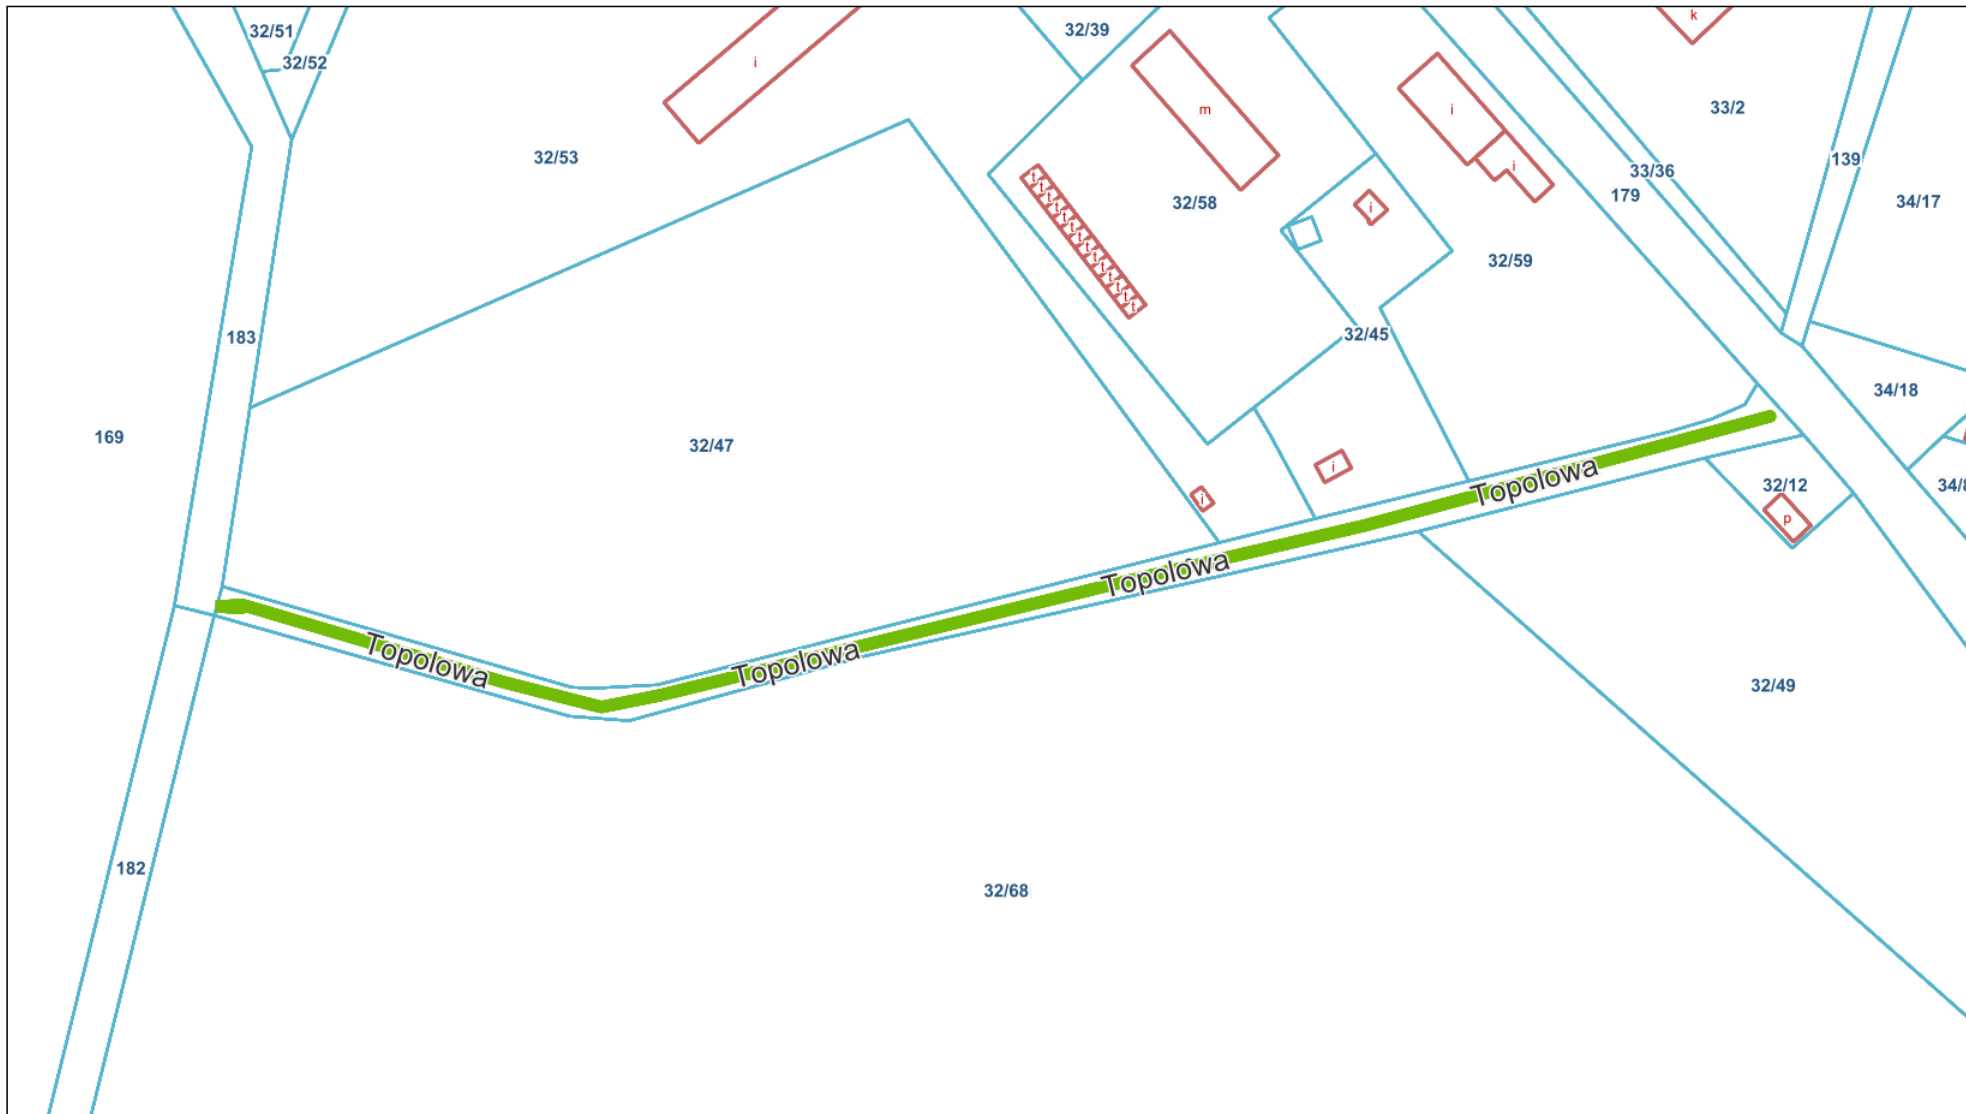 k
32/51
32/39
32/52
i
33/2
m
i
32/53
139
i
33/36
t
t
t
t
t
t
t
t
t
t
t
t
t
t
179
34/17
32/58
i
32/59
183
32/45
34/18
169
32/47
i
Topolowa
32/12
34/8
i
p
Topolowa
Topolowa
Topolowa
32/49
182
32/68